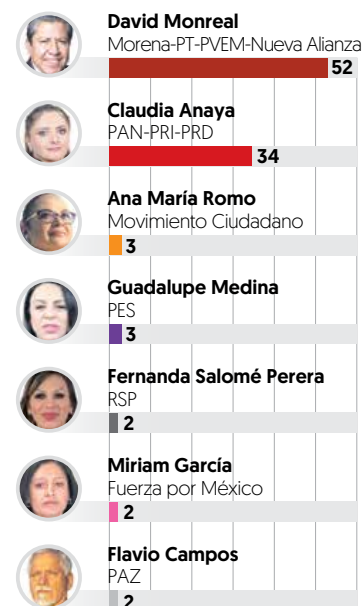 David Monreal
Morena-PT-PVEM-Nueva Alianza
52
Claudia Anaya
PAN-PRI-PRD
34
Ana María Romo
Movimiento Ciudadano
3
Guadalupe Medina
PES
3
Fernanda Salomé Perera
RSP
2
Miriam García
Fuerza por México
2
Flavio Campos
PAZ
2